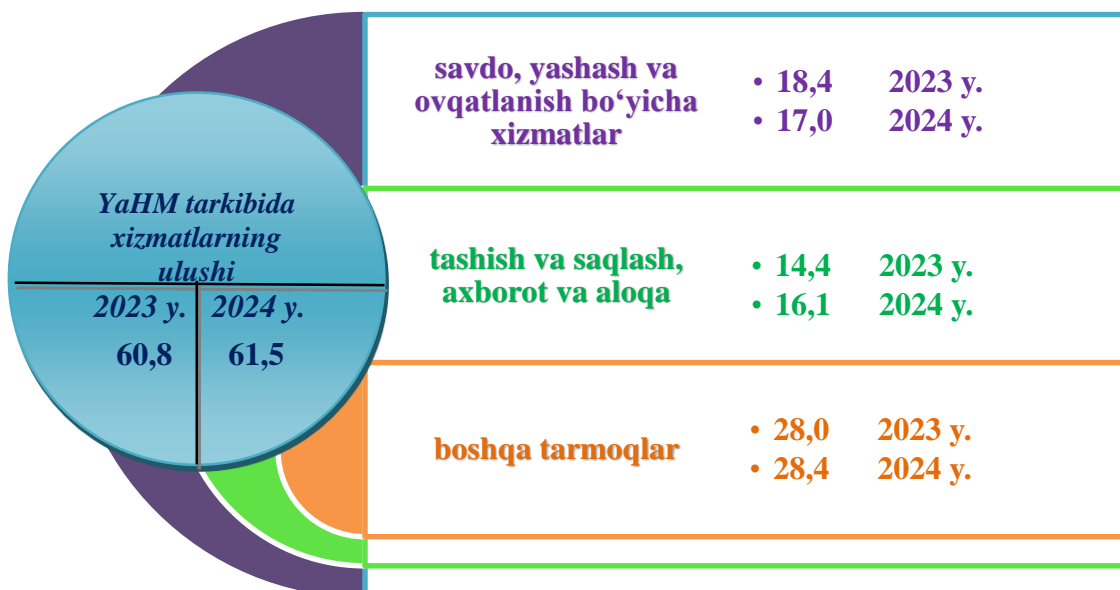 YaHM tarkibida
xizmatlarning
ulushi
2023 y. 2024 y.
60,8 61,5
savdo, yashash va
ovqatlanish bo‘yicha
xizmatlar
• 18,4 2023 y.
• 17,0 2024 y.
tashish va saqlash,
axborot va aloqa
• 14,4 2023 y.
• 16,1 2024 y.
boshqa tarmoqlar
• 28,0 2023 y.
• 28,4 2024 y.